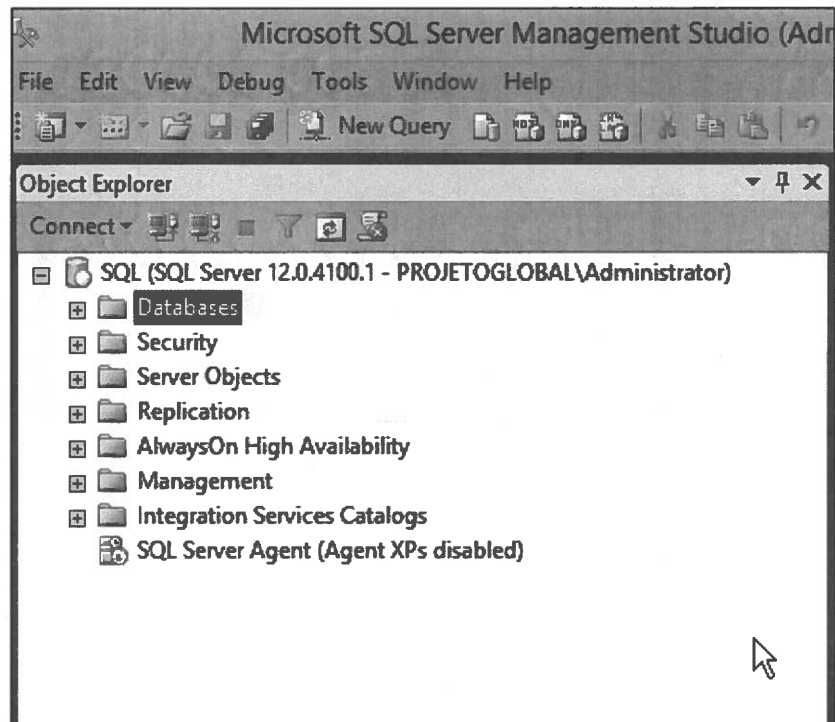 Microsoft SQL Server Management Studio (Adr
File Edit View Debug Tools Window Help
New Query
Object Explorer
Connect
SQL (SQL Server 12.0.4100.1 - PROJETOGLOBAL\Administrator)
Databases
Security
Server Objects
Replication
AlwaysOn High Availability
Management
Integration Services Catalogs
SQL Server Agent (Agent XPs disabled)